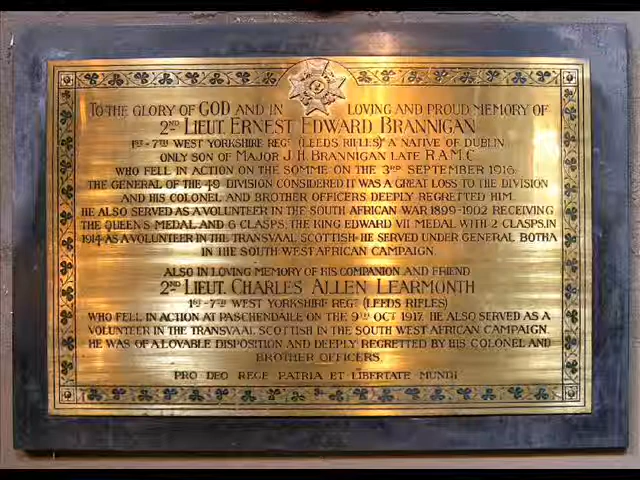 TO THE GLORY OF GOD AND IN LOVING AND PROUD MEMORY OF
2ND LIEUT. ERNEST EDWARD BRANNIGAN
1ST-7TH WEST YORKSHIRE REGT (LEEDS RIFLES) A NATIVE OF DUBLIN
ONLY SON OF MAJOR J.H. BRANNIGAN LATE R.A.M.C
WHO FELL IN ACTION ON THE SOMME ON THE 3RD SEPTEMBER 1916.
THE GENERAL OF THE 49 DIVISION CONSIDERED IT WAS A GREAT LOSS TO THE DIVISION
AND HIS COLONEL AND BROTHER OFFICERS DEEPLY REGRETTED HIM.
HE ALSO SERVED AS A VOLUNTEER IN THE SOUTH AFRICAN WAR 1899-1902 RECEIVING
THE QUEEN'S MEDAL AND 6 CLASPS, THE KING EDWARD VII MEDAL WITH 2 CLASPS, IN
1914 AS A VOLUNTEER IN THE TRANSVAAL SCOTTISH HE SERVED UNDER GENERAL BOTHA
IN THE SOUTH WEST AFRICAN CAMPAIGN.
ALSO IN LOVING MEMORY OF HIS COMPANION AND FRIEND
2ND LIEUT. CHARLES ALLEN LEARMONTH
1ST-7TH WEST YORKSHIRE REGT (LEEDS RIFLES)
WHO FELL IN ACTION AT PASCHENDAILE ON THE 9TH OCT 1917. HE ALSO SERVED AS A
VOLUNTEER IN THE TRANSVAAL SCOTTISH IN THE SOUTH WEST AFRICAN CAMPAIGN.
HE WAS OF A LOVABLE DISPOSITION AND DEEPLY REGRETTED BY HIS COLONEL AND
BROTHER OFFICERS.
PRO DEO REGE PATRIA ET LIBERTATE MUNDI